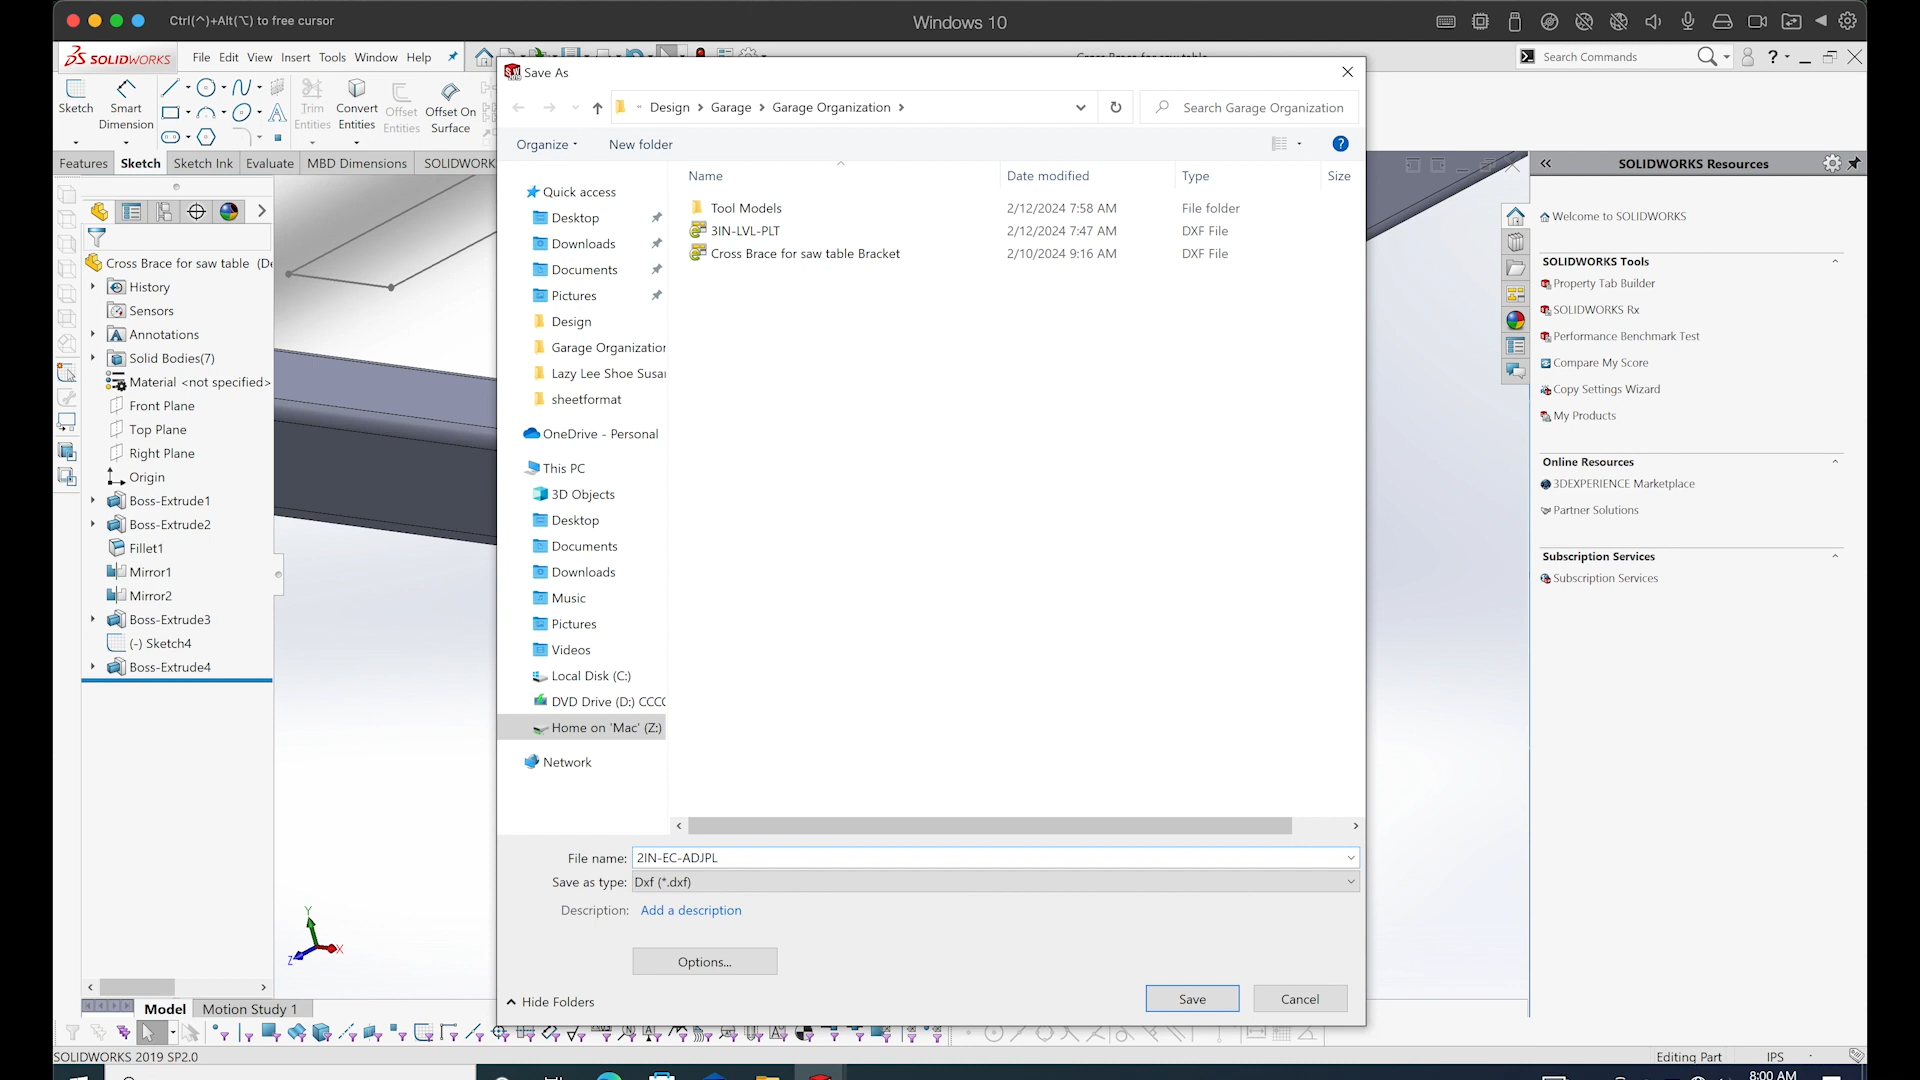 Ctrl(^)+Alt(⌥) to free cursor
Windows 10
SOLIDWORKS
File Edit View Insert Tools Window Help
Search Commands
Sketch
Smart Dimension
Trim Entities
Convert Entities
Offset Entities
Offset On Surface
Features Sketch Sketch Ink Evaluate MBD Dimensions SOLIDWORK
Cross Brace for saw table (De
History
Sensors
Annotations
Solid Bodies(7)
Material <not specified>
Front Plane
Top Plane
Right Plane
Origin
Boss-Extrude1
Boss-Extrude2
Fillet1
Mirror1
Mirror2
Boss-Extrude3
(-) Sketch4
Boss-Extrude4
Y
X
Z
Model Motion Study 1
SOLIDWORKS 2019 SP2.0
Save As
Design > Garage > Garage Organization >
Search Garage Organization
Organize New folder
Quick access
Desktop
Downloads
Documents
Pictures
Design
Garage Organization
Lazy Lee Shoe Susan
sheetformat
OneDrive - Personal
This PC
3D Objects
Desktop
Documents
Downloads
Music
Pictures
Videos
Local Disk (C:)
DVD Drive (D:) CCCO
Home on 'Mac' (Z:)
Network
Name Date modified Type Size
Tool Models 2/12/2024 7:58 AM File folder
3IN-LVL-PLT 2/12/2024 7:47 AM DXF File
Cross Brace for saw table Bracket 2/10/2024 9:16 AM DXF File
File name: 2IN-EC-ADJPL
Save as type: Dxf (*.dxf)
Description: Add a description
Options...
Hide Folders
Save Cancel
SOLIDWORKS Resources
Welcome to SOLIDWORKS
SOLIDWORKS Tools
Property Tab Builder
SOLIDWORKS Rx
Performance Benchmark Test
Compare My Score
Copy Settings Wizard
My Products
Online Resources
3DEXPERIENCE Marketplace
Partner Solutions
Subscription Services
Subscription Services
Editing Part IPS
8:00 AM